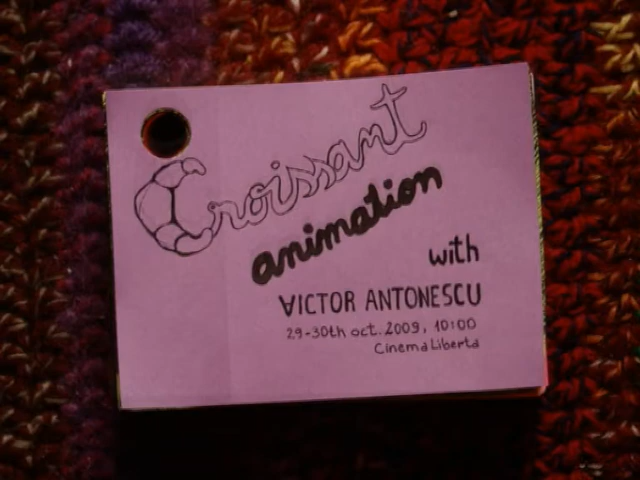 Croissant
animation
with
VICTOR ANTONESCU
29-30th oct. 2009, 10:00
Cinema Liberta